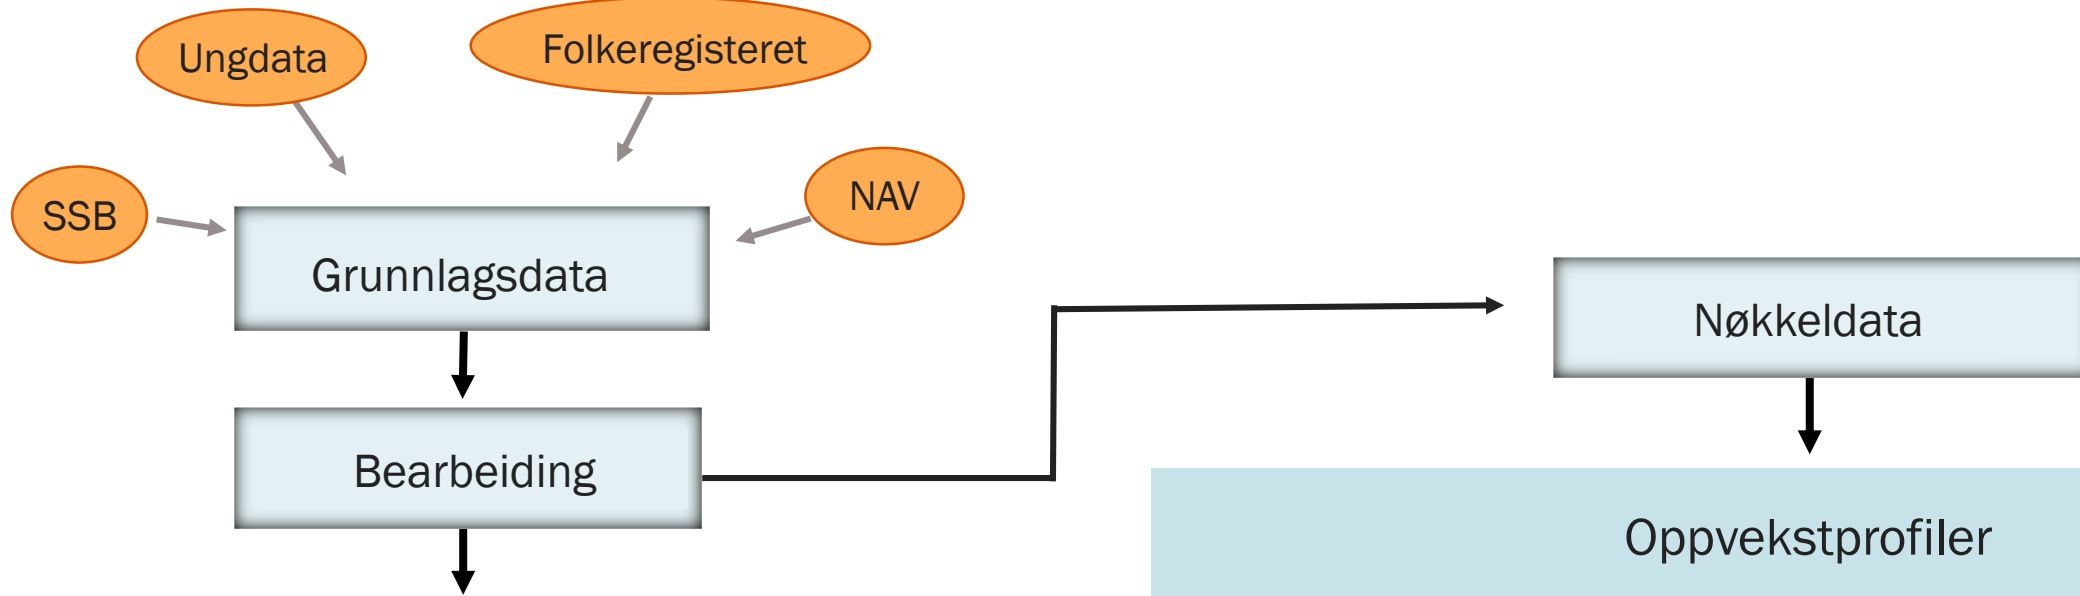 Ungdata
Folkeregisteret
SSB
NAV
Grunnlagsdata
Nøkkeldata
Bearbeiding
Oppvekstprofiler